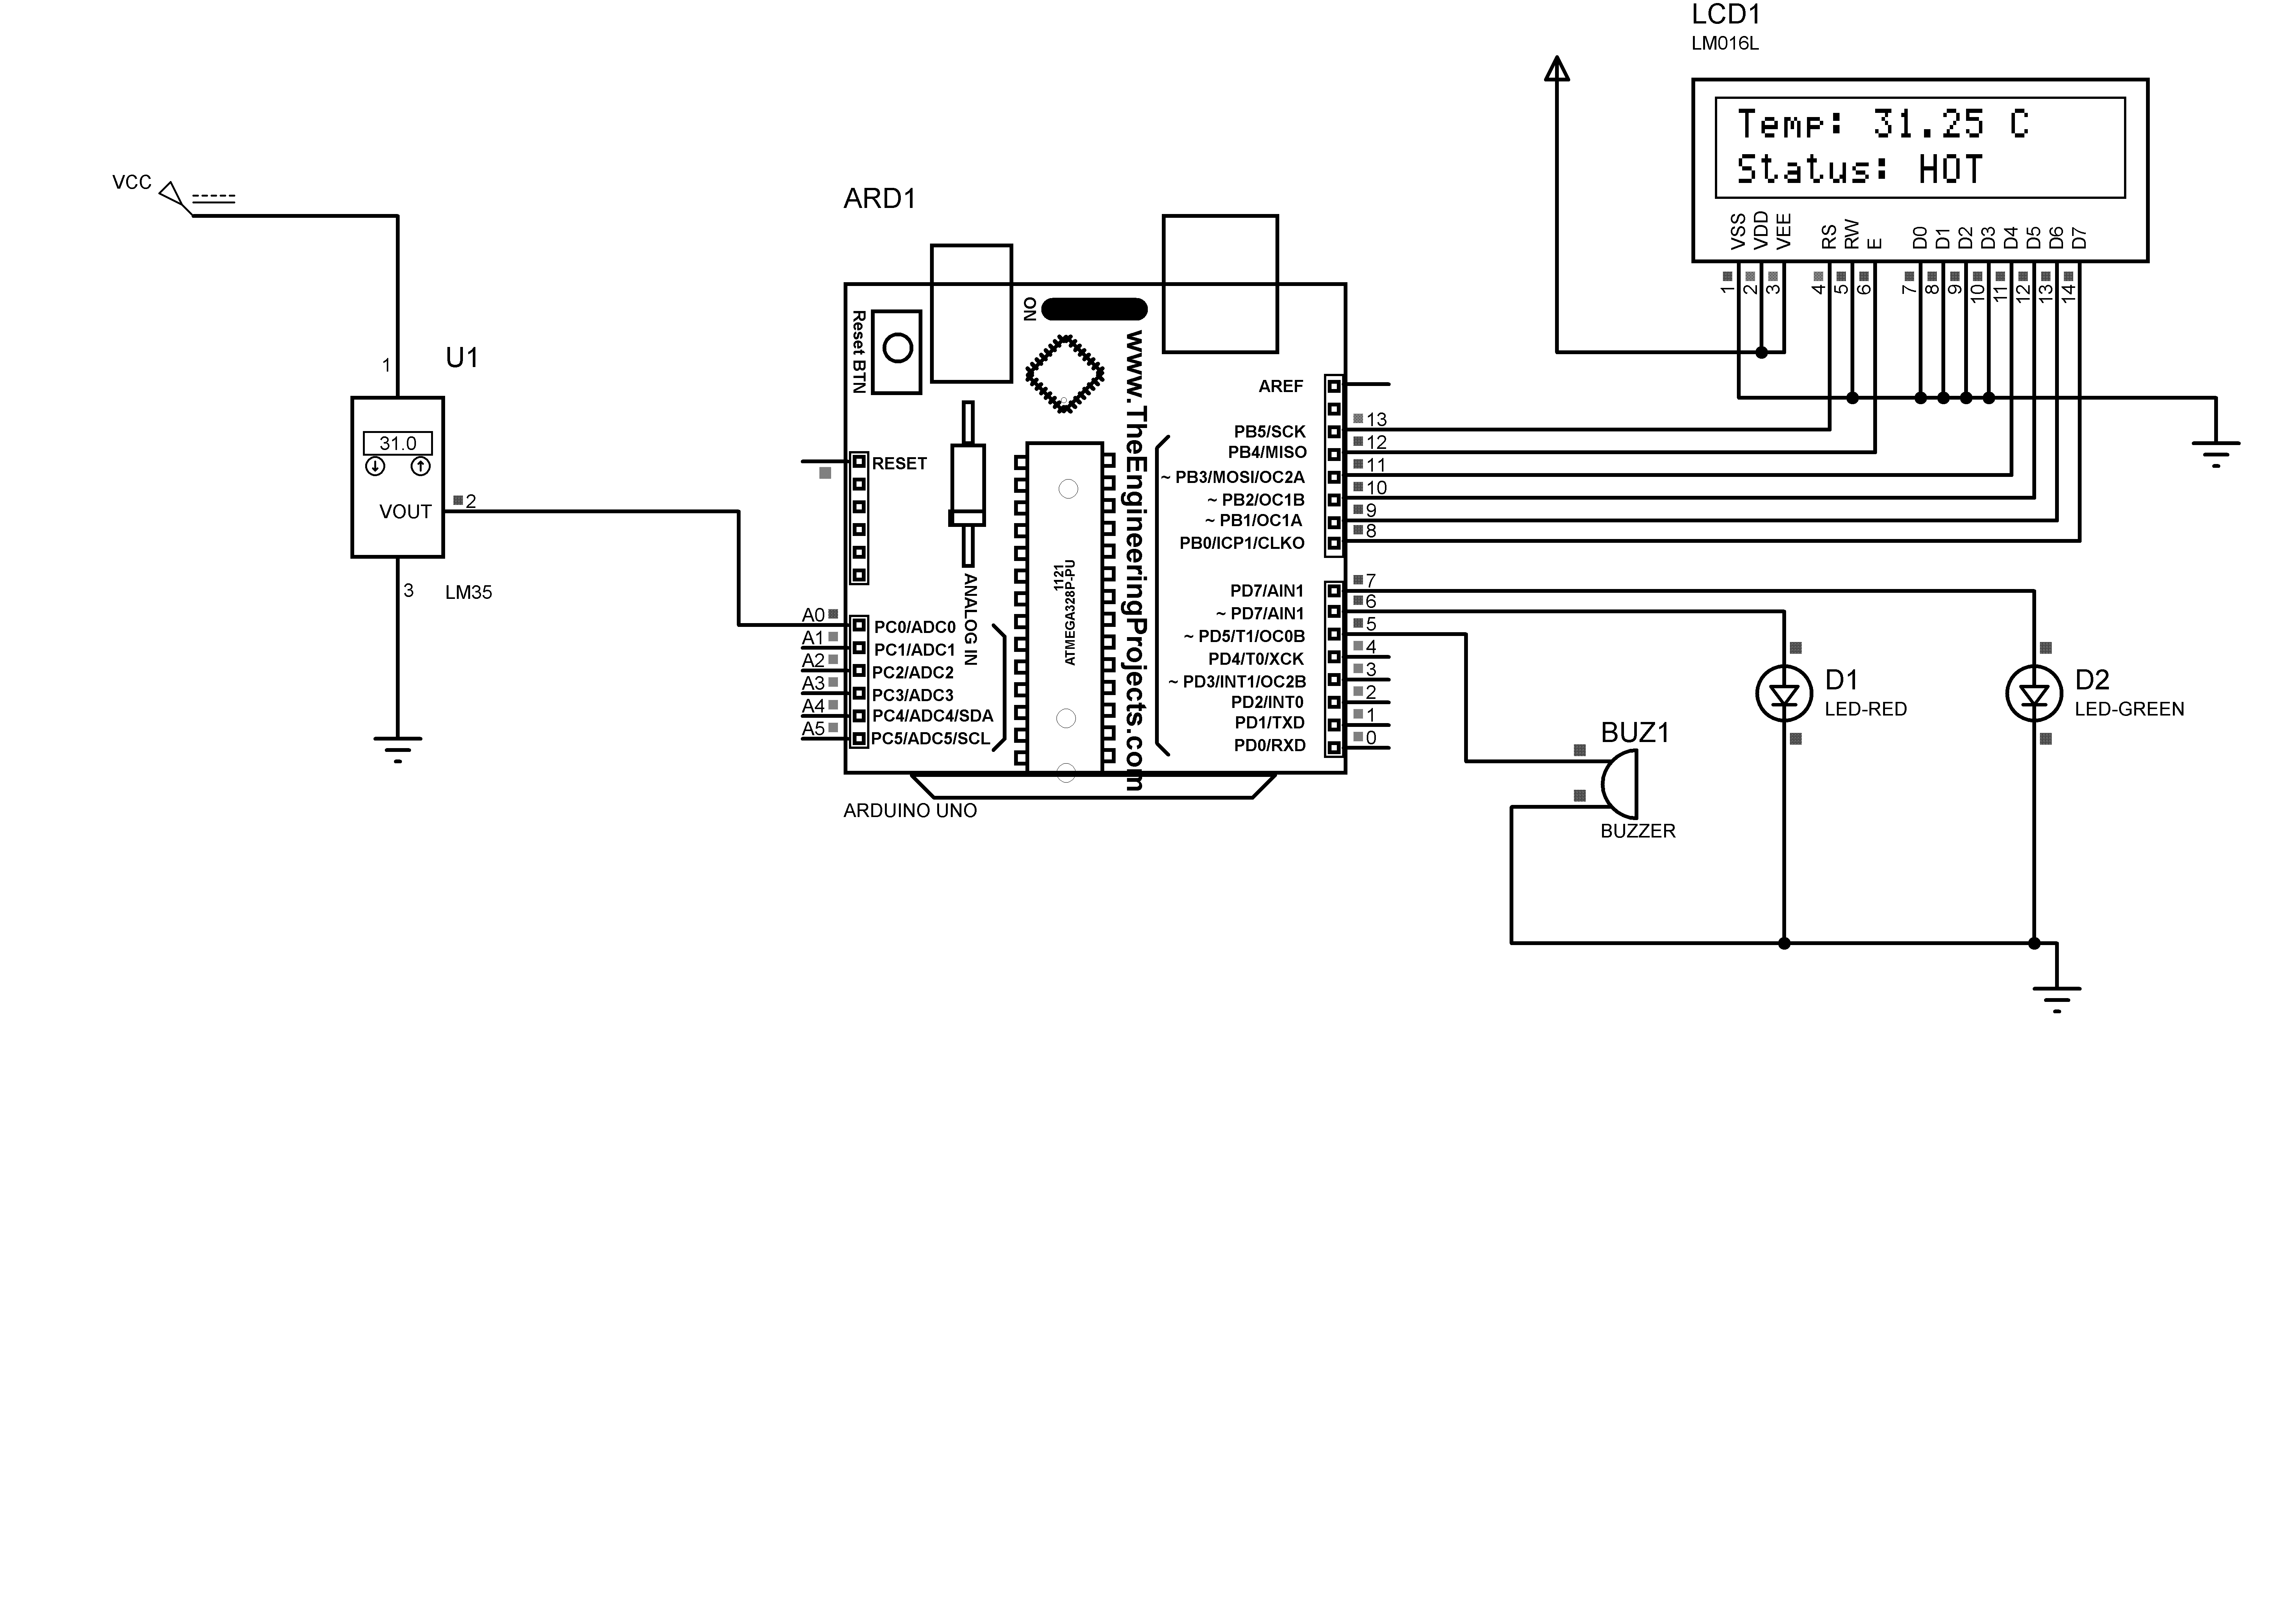 LCD1
LM016L
Temp: 31.25 C
Status: HOT
VSS
VDD
VEE
RS
RW
E
D0
D1
D2
D3
D4
D5
D6
D7
1
2
3
4
5
6
7
8
9
10
11
12
13
14
VCC
1
U1
31.0
VOUT
2
3
LM35
ARD1
Reset BTN
ON
www.TheEngineeringProjects.com
RESET
ANALOG IN
1121
ATMEGA328P-PU
A0
A1
A2
A3
A4
A5
PC0/ADC0
PC1/ADC1
PC2/ADC2
PC3/ADC3
PC4/ADC4/SDA
PC5/ADC5/SCL
AREF
PB5/SCK
PB4/MISO
~ PB3/MOSI/OC2A
~ PB2/OC1B
~ PB1/OC1A
PB0/ICP1/CLKO
13
12
11
10
9
8
PD7/AIN1
~ PD7/AIN1
~ PD5/T1/OC0B
PD4/T0/XCK
~ PD3/INT1/OC2B
PD2/INT0
PD1/TXD
PD0/RXD
7
6
5
4
3
2
1
0
ARDUINO UNO
D1
LED-RED
D2
LED-GREEN
BUZ1
BUZZER